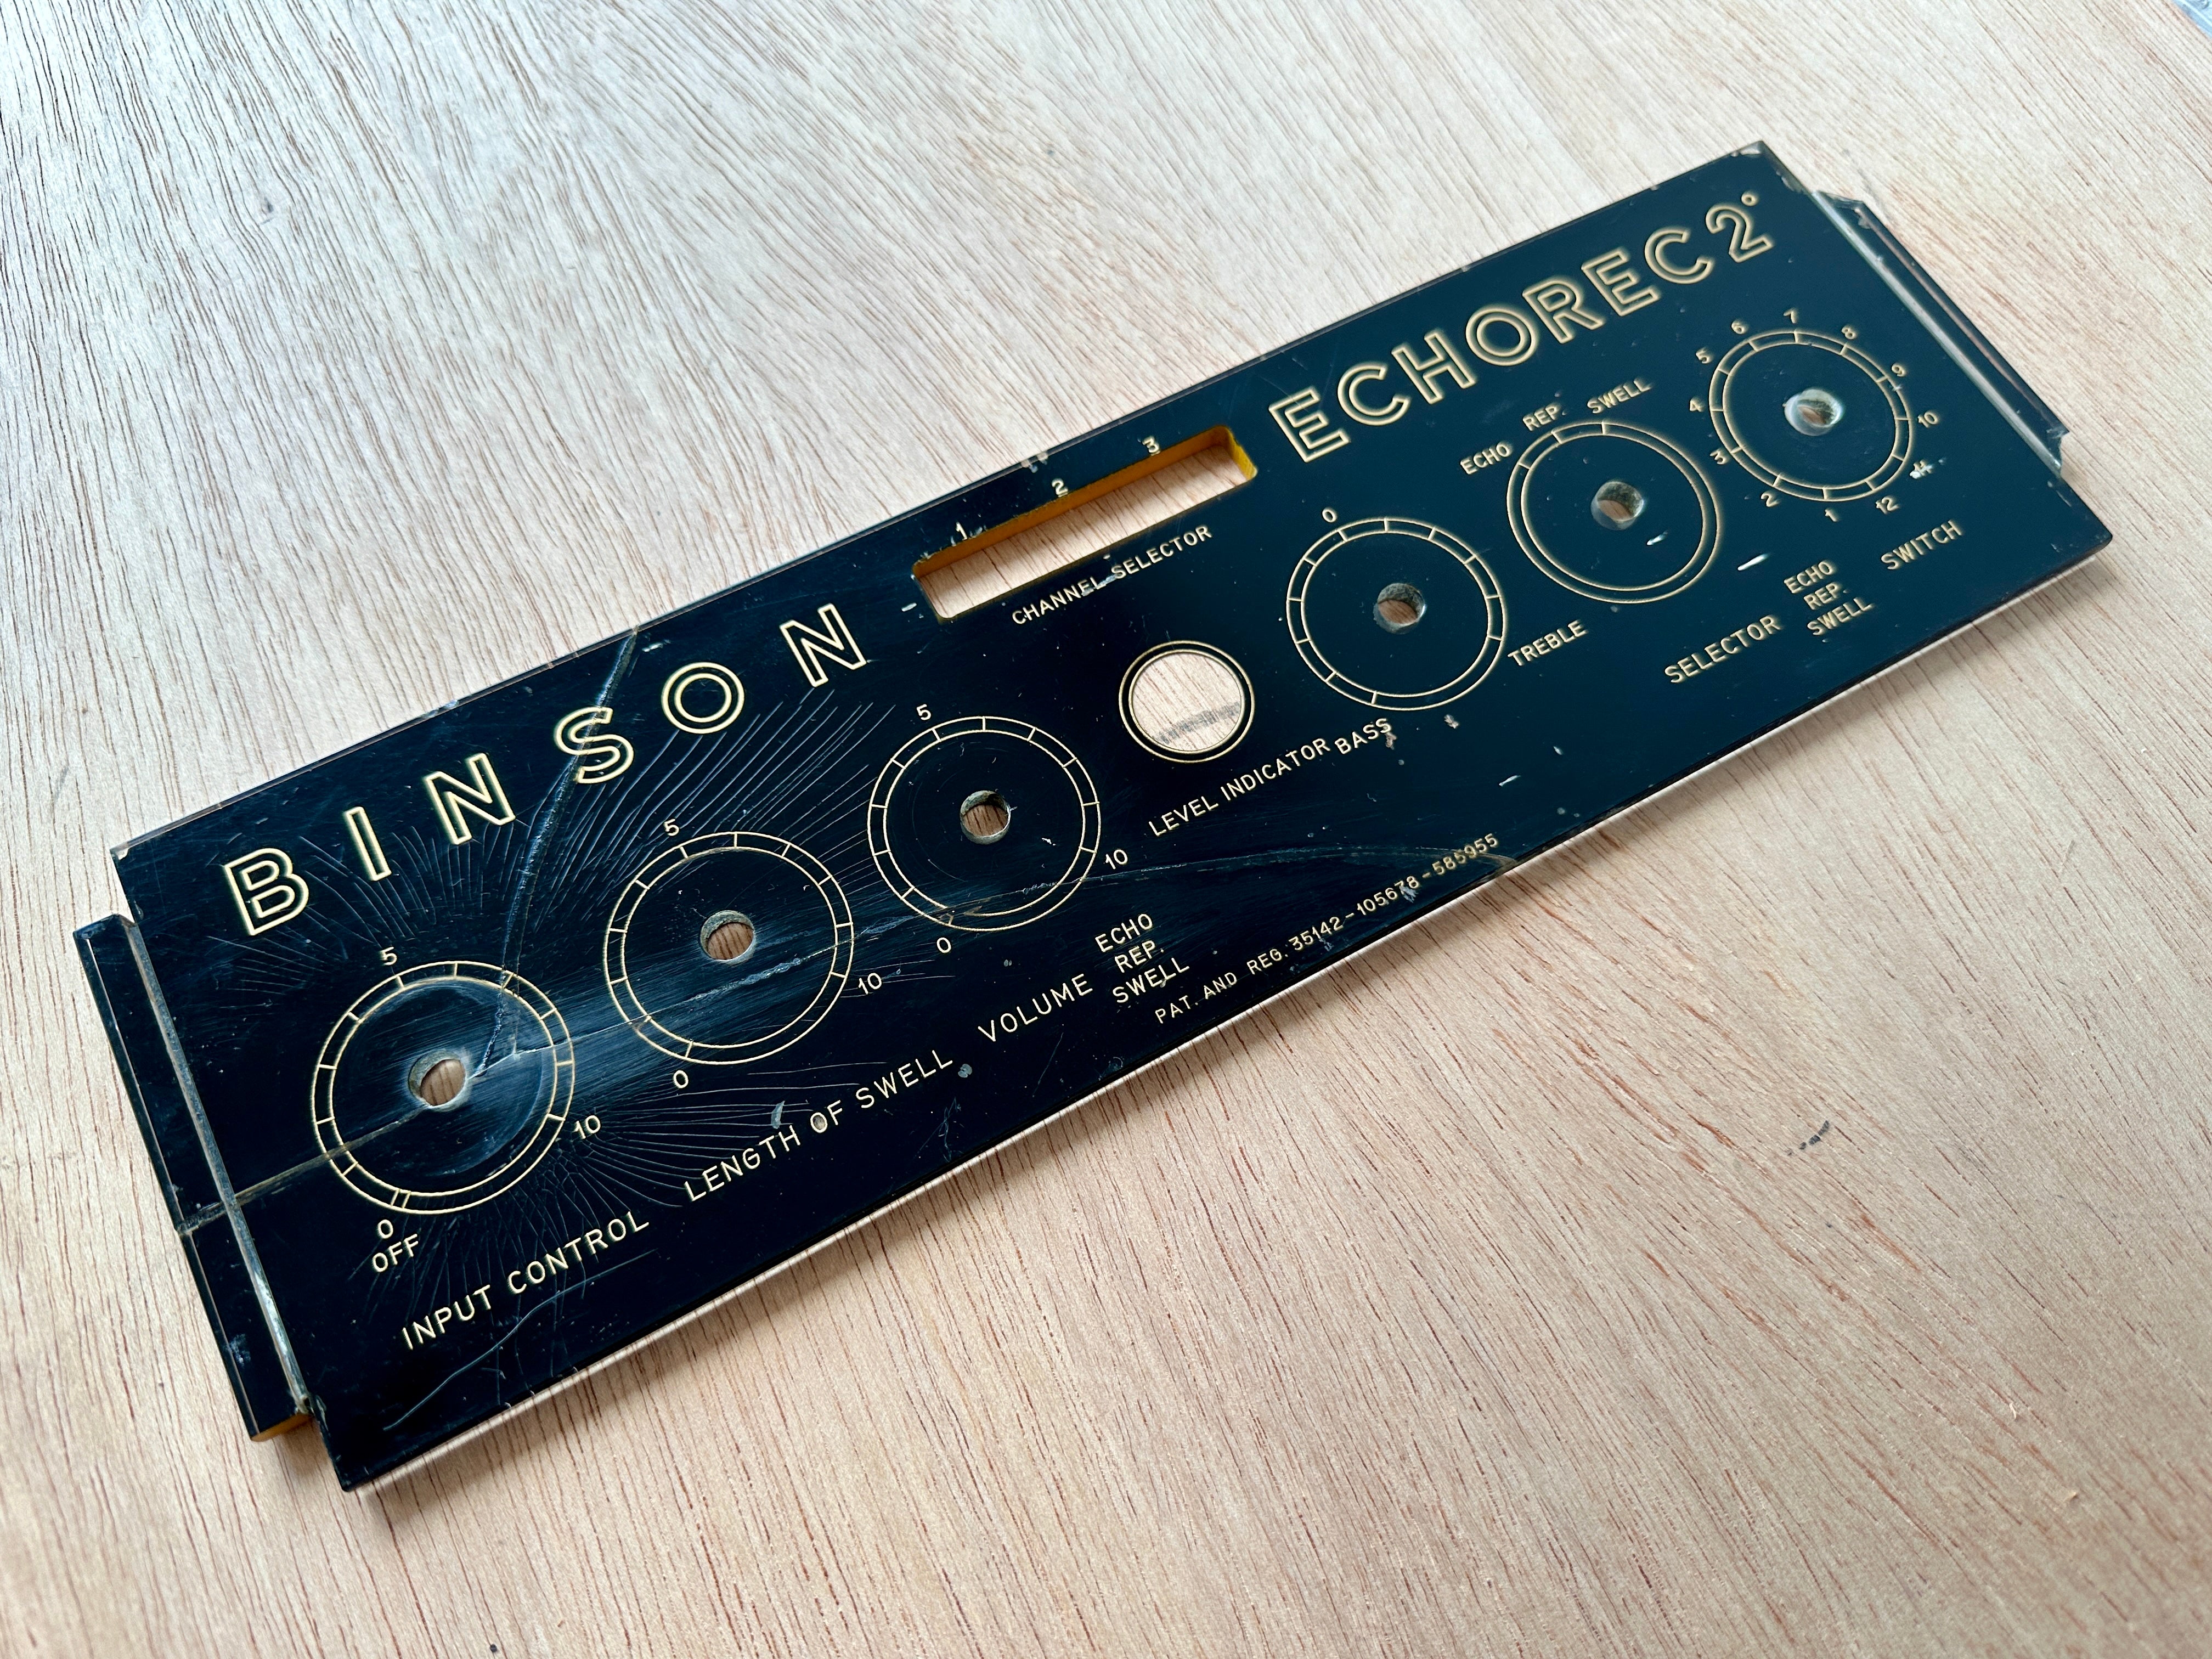 BINSON
ECHOREC 2°
1 2 3
CHANNEL SELECTOR
5
10
0
OFF
INPUT CONTROL
5
10
0
LENGTH OF SWELL
5
10
0
VOLUME
ECHO
REP.
SWELL
LEVEL INDICATOR
0
BASS
TREBLE
ECHO REP. SWELL
SELECTOR
ECHO
REP.
SWELL
1 2 3 4 5 6 7 8 9 10 11 12
SWITCH
PAT. AND REG. 35142-105678-585955